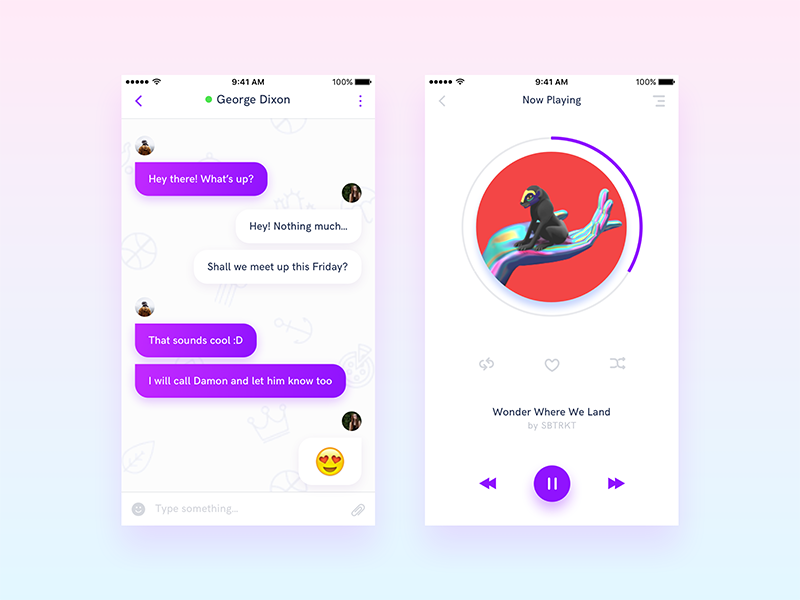 9:41 AM
100%
George Dixon
Hey there! What's up?
Hey! Nothing much...
Shall we meet up this Friday?
That sounds cool :D
I will call Damon and let him know too
Type something...
9:41 AM
100%
Now Playing
Wonder Where We Land
by SBTRKT